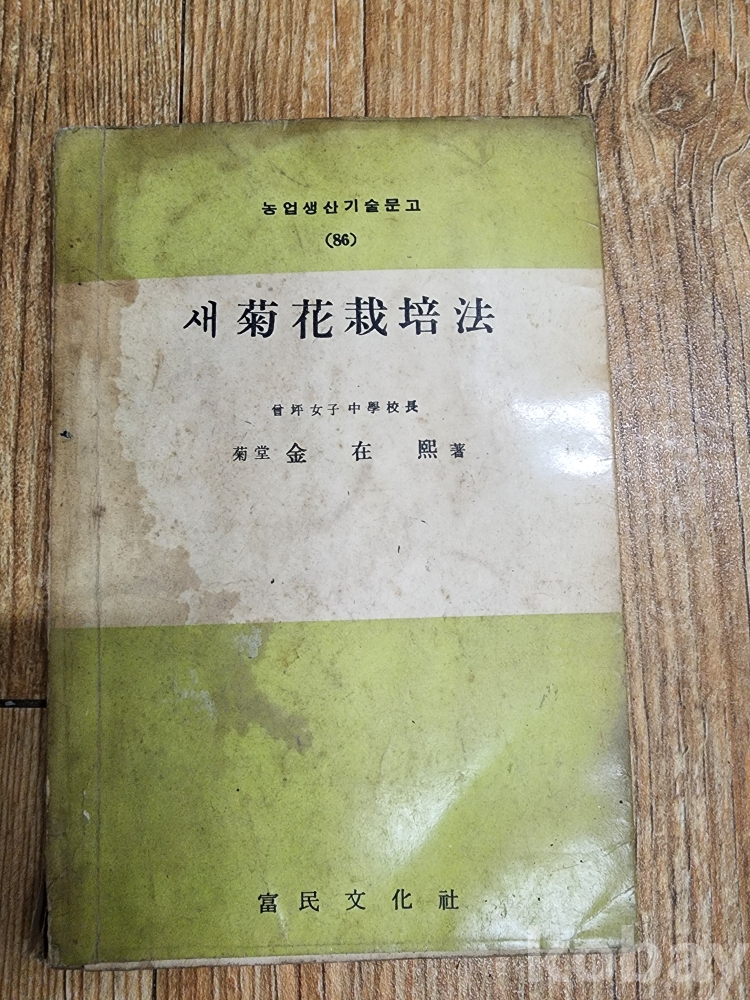 농업생산기술문고
(86)
새菊花栽培法
曾坪女子中學校長
菊堂 金在熙 著
富民文化社
kobay